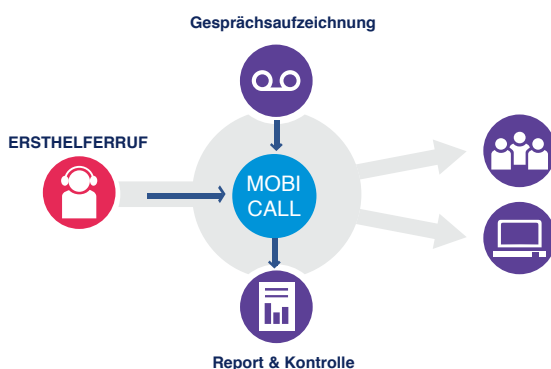 Gesprächsaufzeichnung
ERSTHELFERRUF
MOBI
CALL
Report & Kontrolle